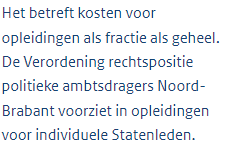 Het betreft kosten voor
opleidingen als fractie als geheel.
De Verordening rechtspositie
politieke ambtsdragers Noord-
Brabant voorziet in opleidingen
voor individuele Statenleden.